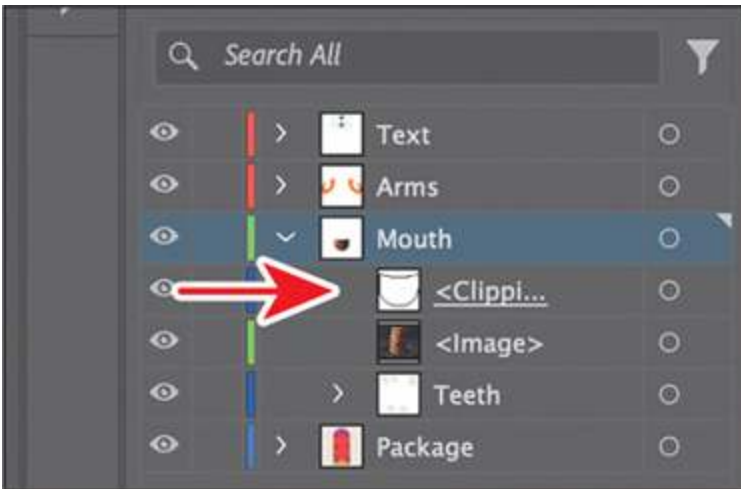 Search All
Text
Arms
Mouth
<Clippi...
<Image>
Teeth
Package